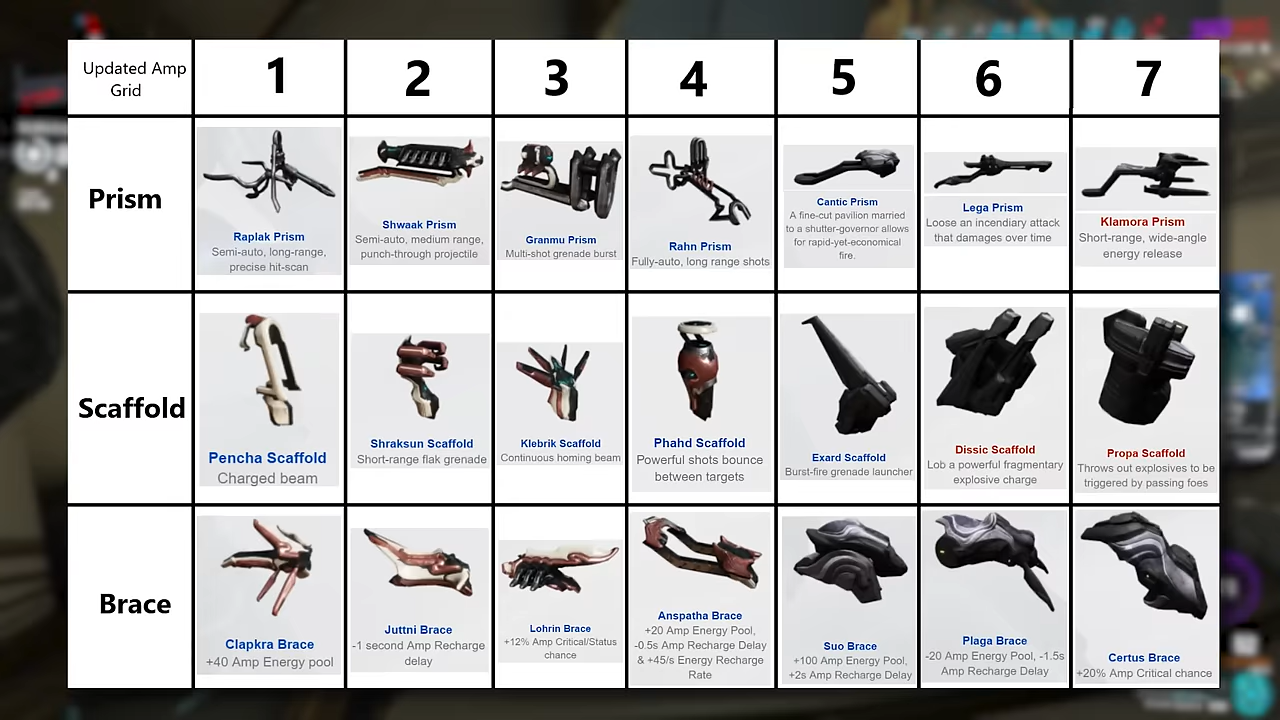 Updated Amp
Grid
1
2
3
4
5
6
7
Prism
Raplak Prism
Semi-auto, long-range,
precise hit-scan
Shwaak Prism
Semi-auto, medium range,
punch-through projectile
Granmu Prism
Multi-shot grenade burst
Rahn Prism
Fully-auto, long range shots
Cantic Prism
A fine-cut pavilion married
to a shutter-governor allows
for rapid-yet-economical
fire.
Lega Prism
Loose an incendiary attack
that damages over time
Klamora Prism
Short-range, wide-angle
energy release
Scaffold
Pencha Scaffold
Charged beam
Shraksun Scaffold
Short-range flak grenade
Klebrik Scaffold
Continuous homing beam
Phahd Scaffold
Powerful shots bounce
between targets
Exard Scaffold
Burst-fire grenade launcher
Dissic Scaffold
Lob a powerful fragmentary
explosive charge
Propa Scaffold
Throws out explosives to be
triggered by passing foes
Brace
Clapkra Brace
+40 Amp Energy pool
Juttni Brace
-1 second Amp Recharge
delay
Lohrin Brace
+12% Amp Critical/Status
chance
Anspatha Brace
+20 Amp Energy Pool,
-0.5s Amp Recharge Delay
& +45/s Energy Recharge
Rate
Suo Brace
+100 Amp Energy Pool,
+2s Amp Recharge Delay
Plaga Brace
-20 Amp Energy Pool, -1.5s
Amp Recharge Delay
Certus Brace
+20% Amp Critical chance